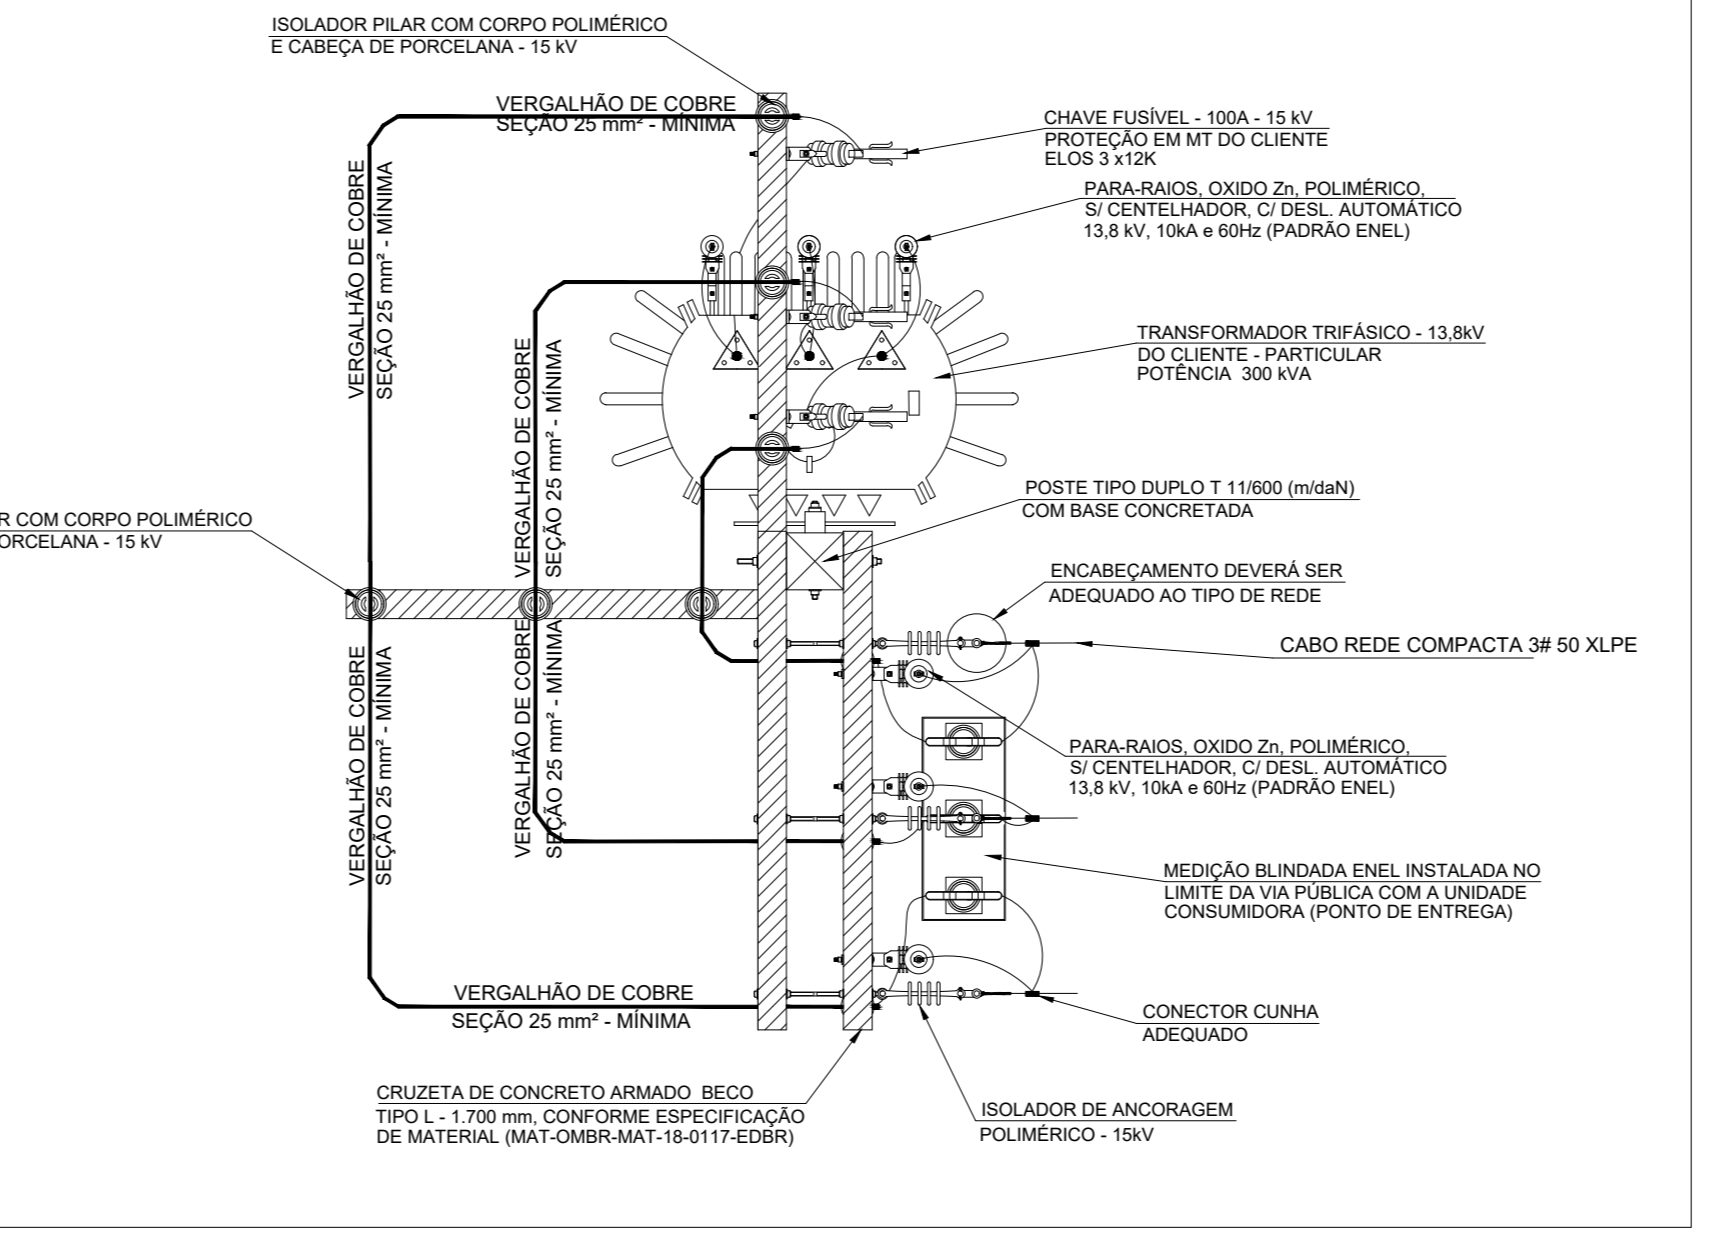 ISOLADOR PILAR COM CORPO POLIMÉRICO
E CABEÇA DE PORCELANA - 15 kV
VERGALHÃO DE COBRE
SEÇÃO 25 mm² - MÍNIMA
CHAVE FUSÍVEL - 100A - 15 kV
PROTEÇÃO EM MT DO CLIENTE
ELOS 3 x12K
PARA-RAIOS, OXIDO Zn, POLIMÉRICO,
S/ CENTELHADOR, C/ DESL. AUTOMÁTICO
13,8 kV, 10kA e 60Hz (PADRÃO ENEL)
VERGALHÃO DE COBRE
SEÇÃO 25 mm² - MÍNIMA
VERGALHÃO DE COBRE
SEÇÃO 25 mm² - MÍNIMA
TRANSFORMADOR TRIFÁSICO - 13,8kV
DO CLIENTE - PARTICULAR
POTÊNCIA 300 kVA
POSTE TIPO DUPLO T 11/600 (m/daN)
COM BASE CONCRETADA
R COM CORPO POLIMÉRICO
ORCELANA - 15 kV
ENCABEÇAMENTO DEVERÁ SER
ADEQUADO AO TIPO DE REDE
CABO REDE COMPACTA 3# 50 XLPE
VERGALHÃO DE COBRE
SEÇÃO 25 mm² - MÍNIMA
VERGALHÃO DE COBRE
SEÇÃO 25 mm² - MÍNIMA
PARA-RAIOS, OXIDO Zn, POLIMÉRICO,
S/ CENTELHADOR, C/ DESL. AUTOMÁTICO
13,8 kV, 10kA e 60Hz (PADRÃO ENEL)
MEDIÇÃO BLINDADA ENEL INSTALADA NO
LIMITE DA VIA PÚBLICA COM A UNIDADE
CONSUMIDORA (PONTO DE ENTREGA)
VERGALHÃO DE COBRE
SEÇÃO 25 mm² - MÍNIMA
CONECTOR CUNHA
ADEQUADO
CRUZETA DE CONCRETO ARMADO BECO
TIPO L - 1.700 mm, CONFORME ESPECIFICAÇÃO
DE MATERIAL (MAT-OMBR-MAT-18-0117-EDBR)
ISOLADOR DE ANCORAGEM
POLIMÉRICO - 15kV